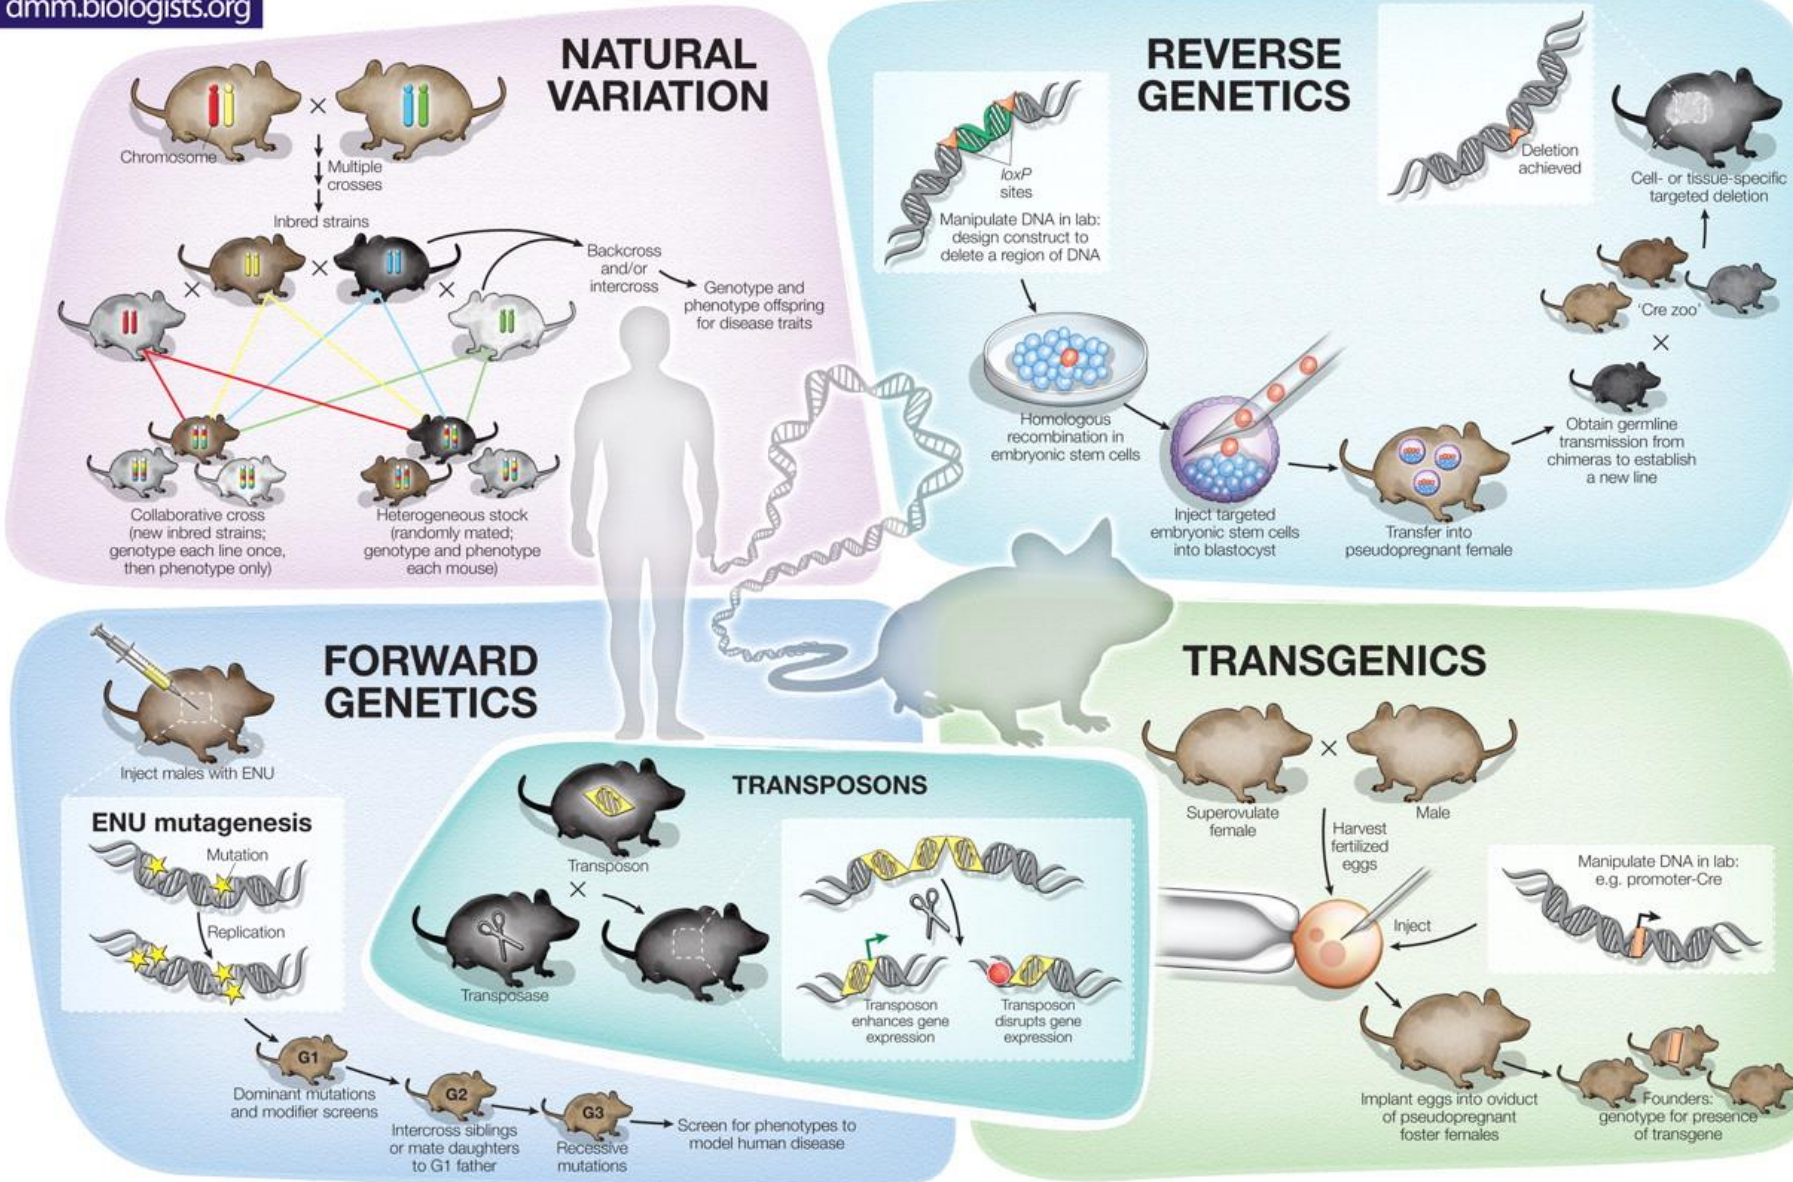 dmm.biologists.org
NATURAL
VARIATION
Chromosome
Multiple
crosses
Inbred strains
Backcross
and/or
intercross
Genotype and
phenotype offspring
for disease traits
Collaborative cross
(new inbred strains;
genotype each line once,
then phenotype only)
Heterogeneous stock
(randomly mated;
genotype and phenotype
each mouse)
REVERSE
GENETICS
loxP
sites
Manipulate DNA in lab:
design construct to
delete a region of DNA
Homologous
recombination in
embryonic stem cells
Inject targeted
embryonic stem cells
into blastocyst
Transfer into
pseudopregnant female
Obtain germline
transmission from
chimeras to establish
a new line
'Cre zoo'
Cell- or tissue-specific
targeted deletion
Deletion
achieved
FORWARD
GENETICS
Inject males with ENU
ENU mutagenesis
Mutation
Replication
G1
Dominant mutations
and modifier screens
G2
Intercross siblings
or mate daughters
to G1 father
G3
Recessive
mutations
Screen for phenotypes to
model human disease
TRANSPOSONS
Transposon
Transposase
Transposon
enhances gene
expression
Transposon
disrupts gene
expression
TRANSGENICS
Superovulate
female
Male
Harvest
fertilized
eggs
Manipulate DNA in lab:
e.g. promoter-Cre
Inject
Implant eggs into oviduct
of pseudopregnant
foster females
Founders:
genotype for presence
of transgene